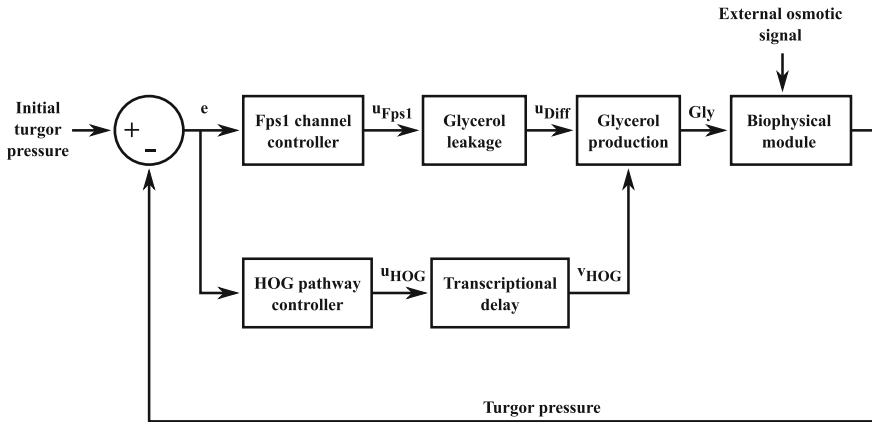 External osmotic
signal
Initial
turgor
pressure
+
-
e
Fps1 channel
controller
uFps1
Glycerol
leakage
uDiff
Glycerol
production
Gly
Biophysical
module
HOG pathway
controller
uHOG
Transcriptional
delay
vHOG
Turgor pressure